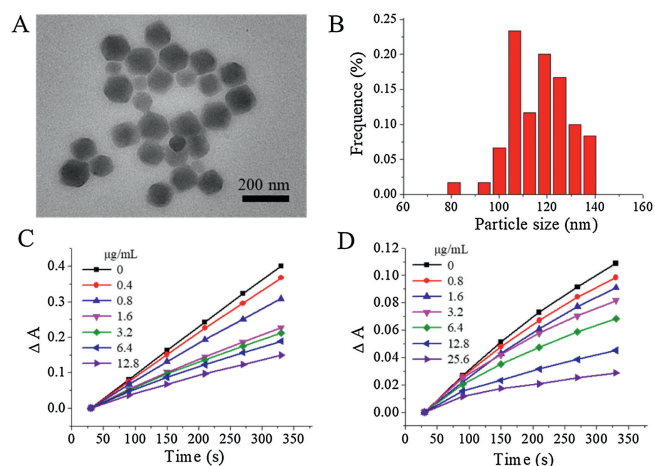 A
200 nm
B
Frequence (%)
0.25
0.20
0.15
0.10
0.05
0.00
60 80 100 120 140 160
Particle size (nm)
C
µg/mL
0
0.4
0.8
1.6
3.2
6.4
12.8
Δ A
0.4
0.3
0.2
0.1
0.0
0 50 100 150 200 250 300 350
Time (s)
D
µg/mL
0
0.8
1.6
3.2
6.4
12.8
25.6
Δ A
0.12
0.10
0.08
0.06
0.04
0.02
0.00
0 50 100 150 200 250 300 350
Time (s)